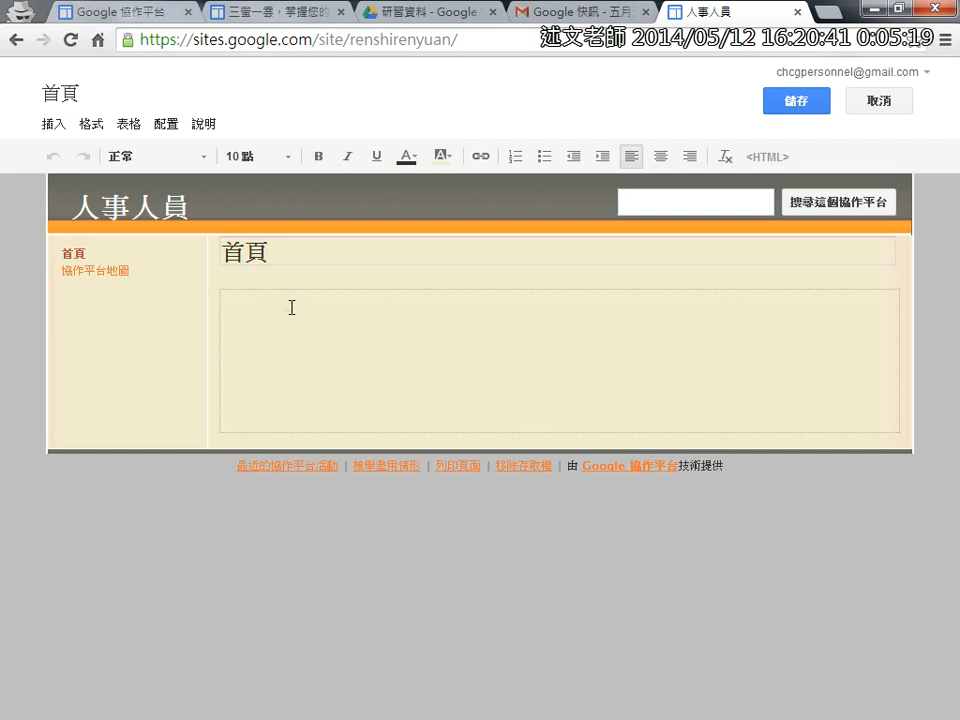 Google 協作平台
三螢一雲，掌握您的
研習資料 - Google
Google 快訊 - 五月
人事人員
https://sites.google.com/site/renshirenyuan/
述文老師 2014/05/12 16:20:41 0:05:19
chcgpersonnel@gmail.com
首頁
儲存
取消
插入 格式 表格 配置 說明
正常 10 點 B I U A A <HTML>
人事人員
搜尋這個協作平台
首頁
協作平台地圖
首頁
最近的協作平台活動 | 檢舉濫用情形 | 列印頁面 | 移除存取權 | 由 Google 協作平台技術提供